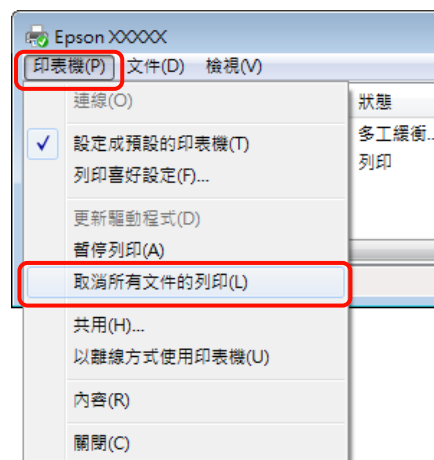 Epson XXXXX
印表機(P) 文件(D) 檢視(V)
連線(O)
狀態
設定成預設的印表機(T)
多工緩衝...
列印喜好設定(F)...
列印
更新驅動程式(D)
暫停列印(A)
取消所有文件的列印(L)
共用(H)...
以離線方式使用印表機(U)
內容(R)
關閉(C)